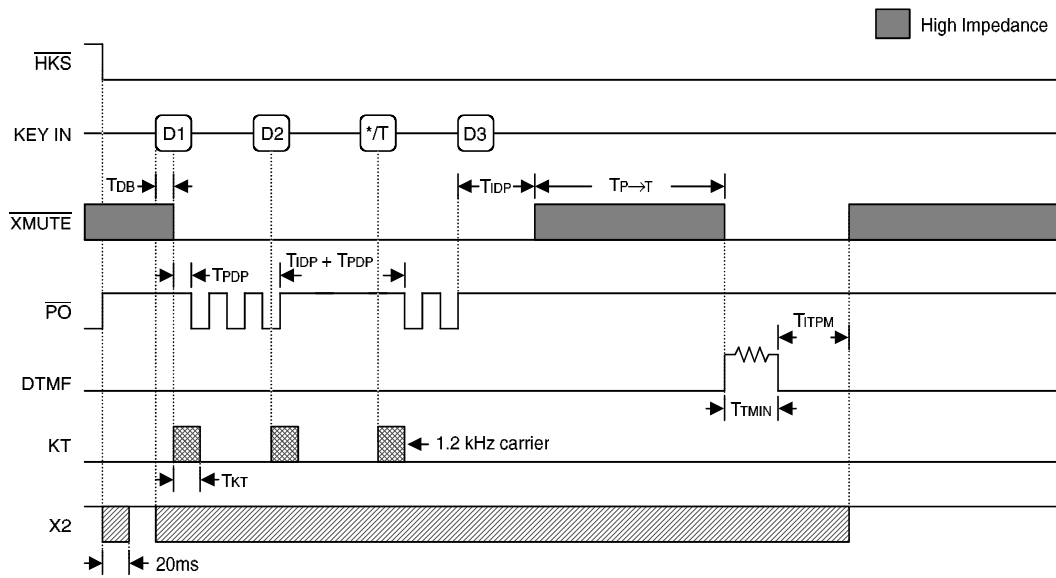 High Impedance
HKS
KEY IN
D1
D2
*/T
D3
TDB
TIDP
TP→T
XMUTE
TPDP
TIDP + TPDP
PO
TITPM
DTMF
TTMIN
KT
1.2 kHz carrier
TKT
X2
20ms